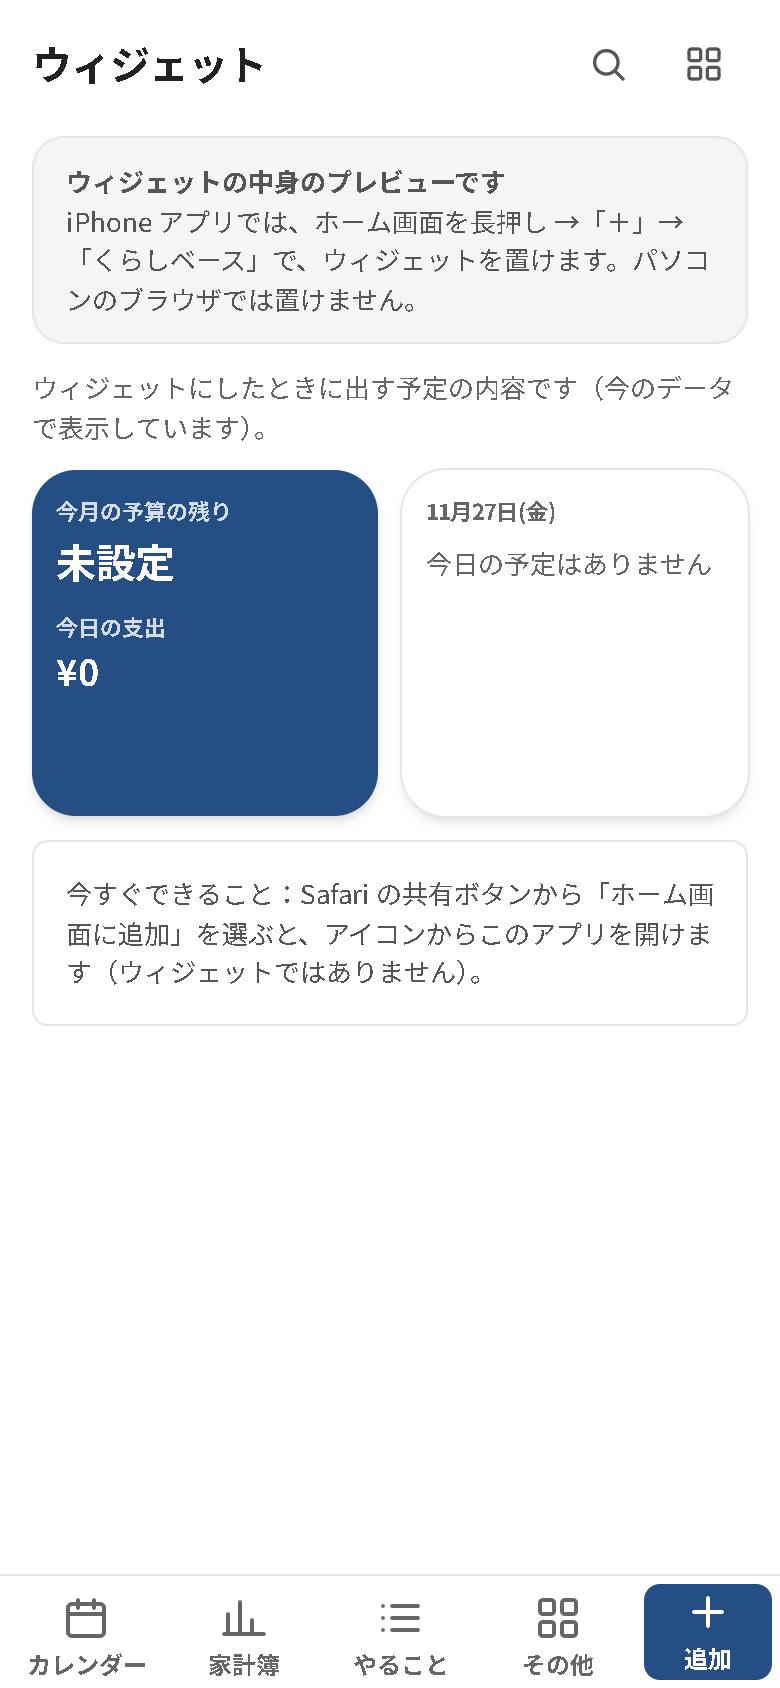 ウィジェット
ウィジェットの中身のプレビューです
iPhone アプリでは、ホーム画面を長押し →「＋」→
「くらしベース」で、ウィジェットを置けます。パソコ
ンのブラウザでは置けません。
ウィジェットにしたときに出す予定の内容です（今のデータ
で表示しています）。
今月の予算の残り
未設定
今日の支出
¥0
11月27日(金)
今日の予定はありません
今すぐできること：Safari の共有ボタンから「ホーム画
面に追加」を選ぶと、アイコンからこのアプリを開けま
す（ウィジェットではありません）。
カレンダー
家計簿
やること
その他
追加